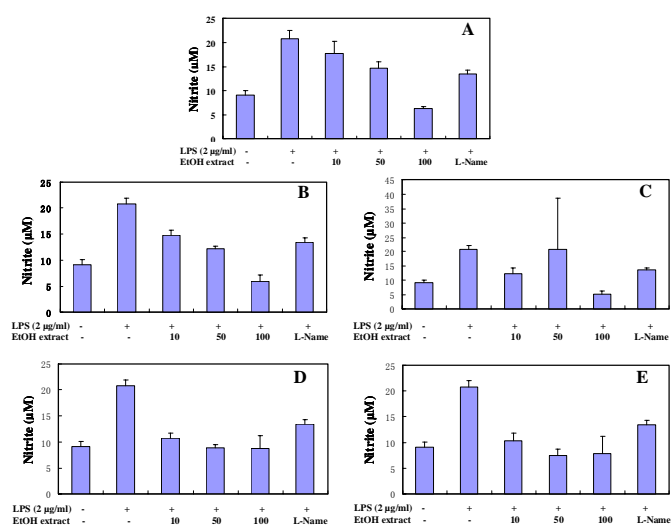 A
Nitrite (µM)
25
20
15
10
5
0
LPS (2 µg/ml) - + + + + +
EtOH extract - - 10 50 100 L-Name
B
Nitrite (µM)
25
20
15
10
5
0
LPS (2 µg/ml) - + + + + +
EtOH extract - - 10 50 100 L-Name
C
Nitrite (µM)
45
40
35
30
25
20
15
10
5
0
LPS (2 µg/ml) - + + + + +
EtOH extract - - 10 50 100 L-Name
D
Nitrite (µM)
25
20
15
10
5
0
LPS (2 µg/ml) - + + + + +
EtOH extract - - 10 50 100 L-Name
E
Nitrite (µM)
25
20
15
10
5
0
LPS (2 µg/ml) - + + + + +
EtOH extract - - 10 50 100 L-Name